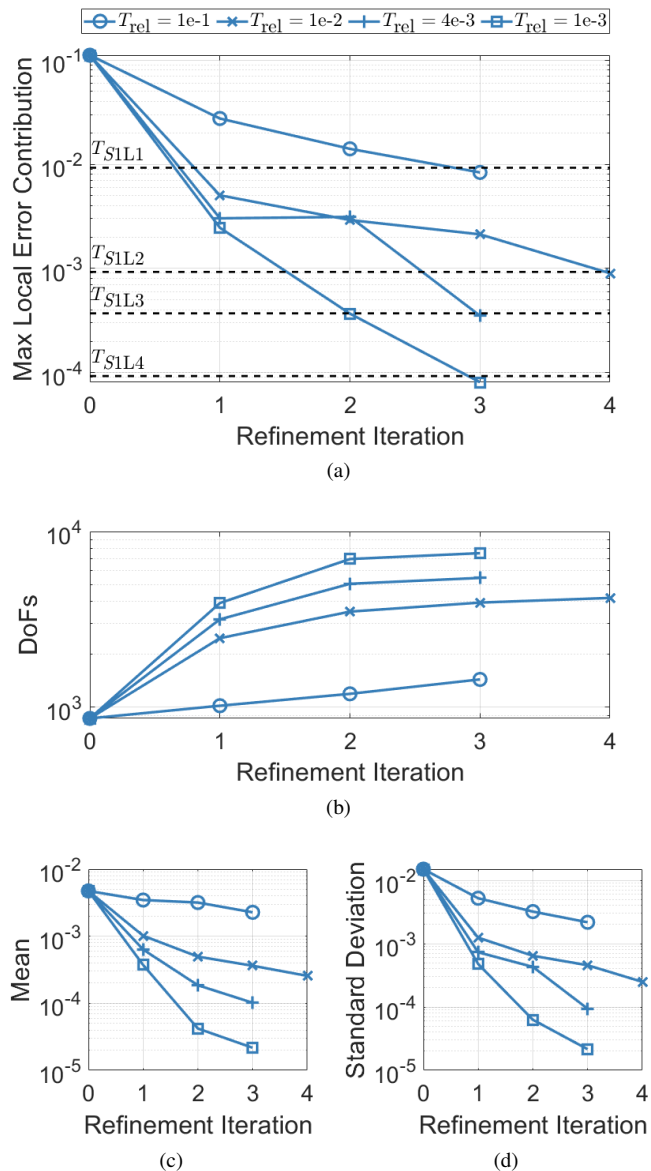 T_rel = 1e-1 T_rel = 1e-2 T_rel = 4e-3 T_rel = 1e-3
10^-1
10^-2
10^-3
10^-4
Max Local Error Contribution
T_S1L1
T_S1L2
T_S1L3
T_S1L4
0 1 2 3 4
Refinement Iteration
(a)
10^4
10^3
DoFs
0 1 2 3 4
Refinement Iteration
(b)
10^-2
10^-3
10^-4
10^-5
Mean
0 1 2 3 4
Refinement Iteration
(c)
10^-2
10^-3
10^-4
10^-5
Standard Deviation
0 1 2 3 4
Refinement Iteration
(d)